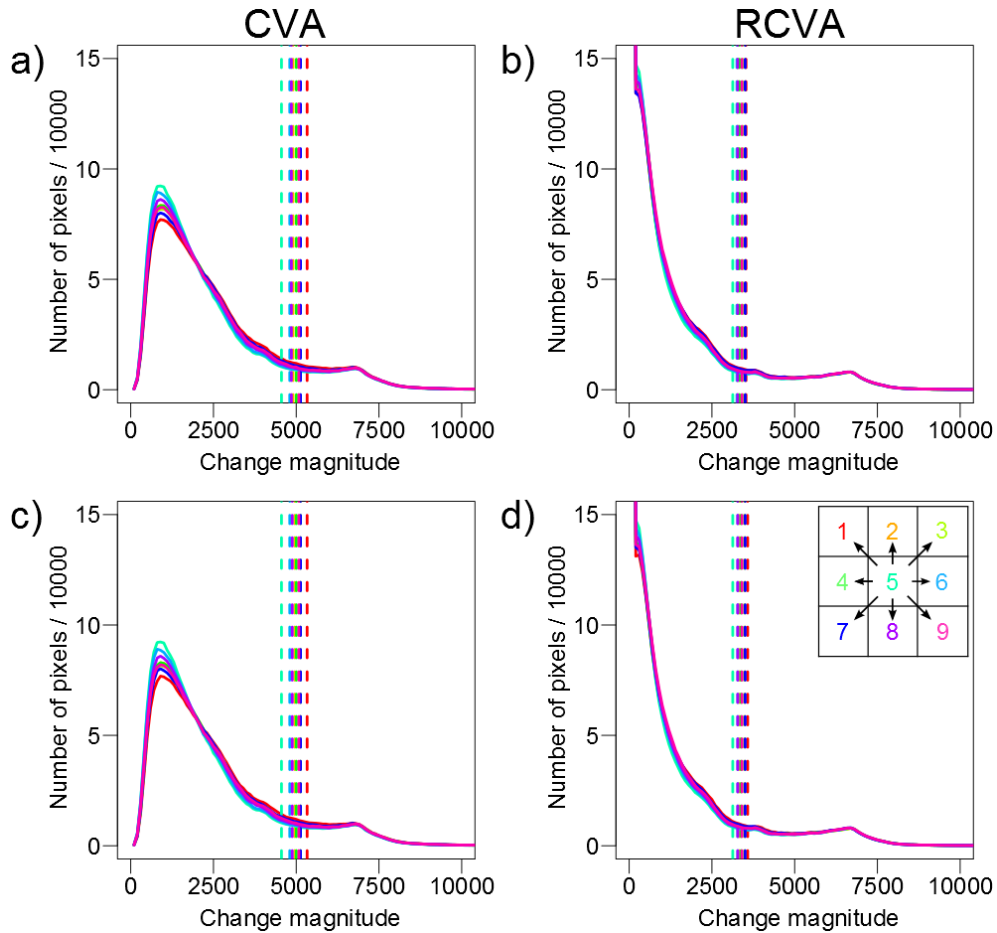 CVA
RCVA
a)
Number of pixels / 10000
15
10
5
0
0 2500 5000 7500 10000
Change magnitude
b)
Number of pixels / 10000
15
10
5
0
0 2500 5000 7500 10000
Change magnitude
c)
Number of pixels / 10000
15
10
5
0
0 2500 5000 7500 10000
Change magnitude
d)
Number of pixels / 10000
15
10
5
0
0 2500 5000 7500 10000
Change magnitude
1 2 3
4 5 6
7 8 9